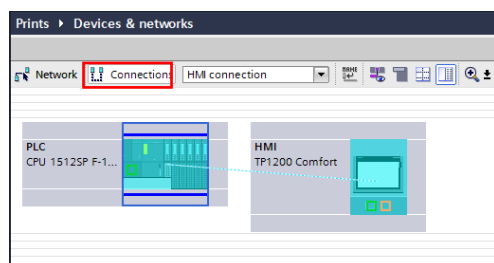 Prints ▸ Devices & networks
Network Connections HMI connection
PLC
CPU 1512SP F-1...
HMI
TP1200 Comfort